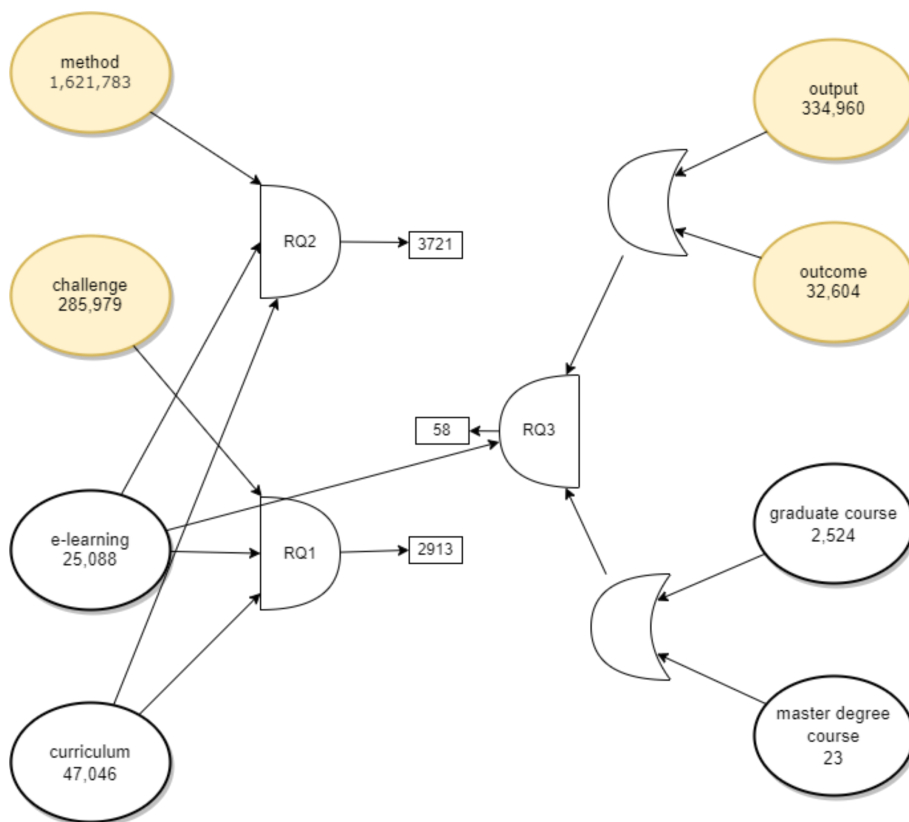 method
1,621,783
output
334,960
RQ2
3721
challenge
285,979
outcome
32,604
58
RQ3
e-learning
25,088
RQ1
2913
graduate course
2,524
curriculum
47,046
master degree
course
23